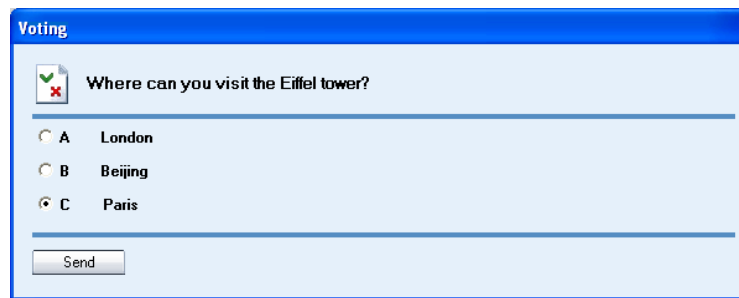 Voting
Where can you visit the Eiffel tower?
A London
B Beijing
C Paris
Send